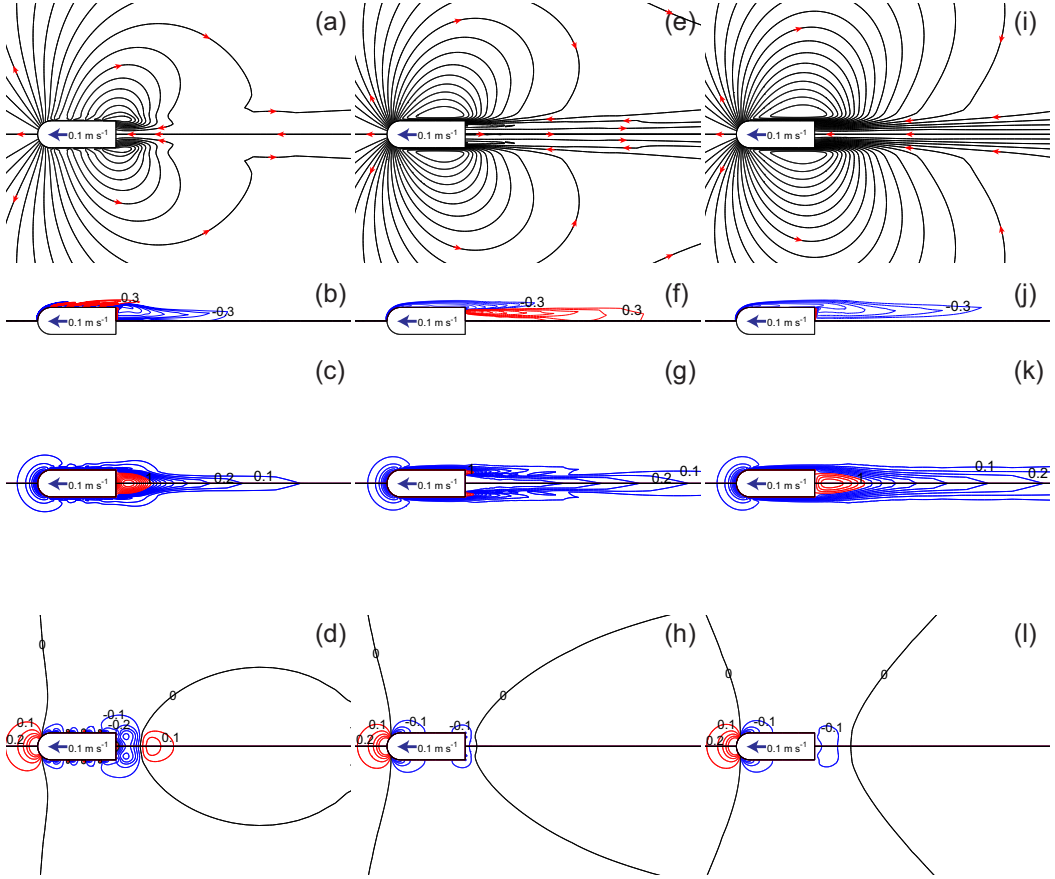 (a) (e) (i)
0.1 m s⁻¹ 0.1 m s⁻¹ 0.1 m s⁻¹
(b) (f) (j)
0.3 -0.3 0.3 -0.3
-0.3
0.1 m s⁻¹ 0.1 m s⁻¹ 0.1 m s⁻¹
(c) (g) (k)
0.2 0.1 0.1 0.2 1 0.1 0.2
0.1 m s⁻¹ 0.1 m s⁻¹ 0.1 m s⁻¹
(d) (h) (l)
0 0 0
0 0 0
0.1 -0.1 0.1 -0.1 -0.1 0.1 -0.1 -0.1
0.2 -0.2 0.1 0.2 0.2
0.1 m s⁻¹ 0.1 m s⁻¹ 0.1 m s⁻¹